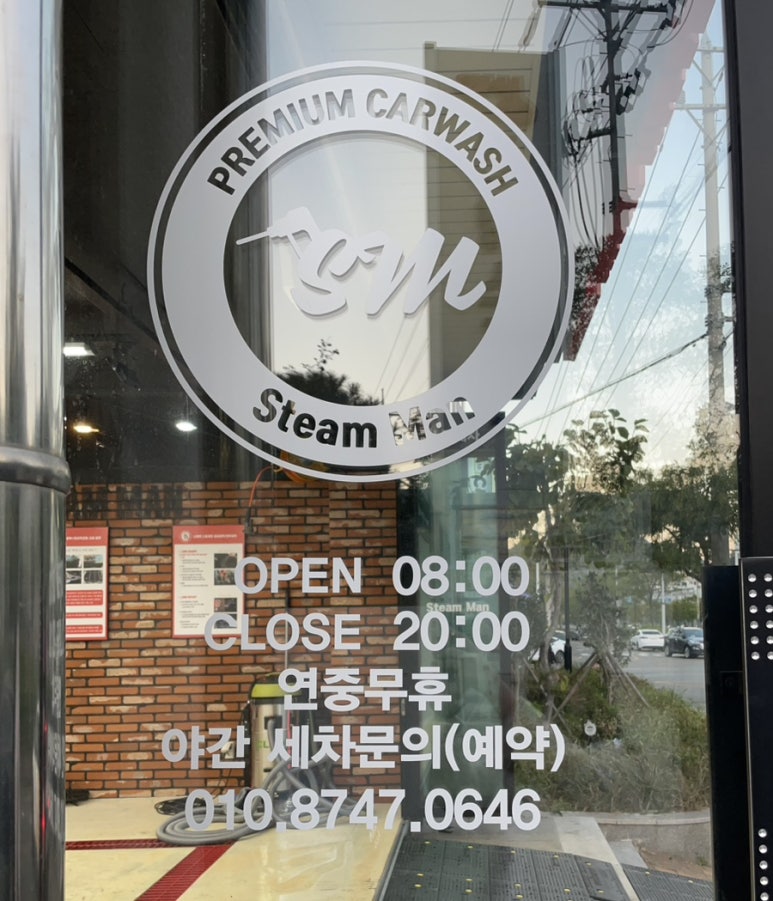 PREMIUM CARWASH
SM
Steam Man
OPEN 08:00
Steam Man
CLOSE 20:00
연중무휴
야간 세차문의(예약)
010.8747.0646